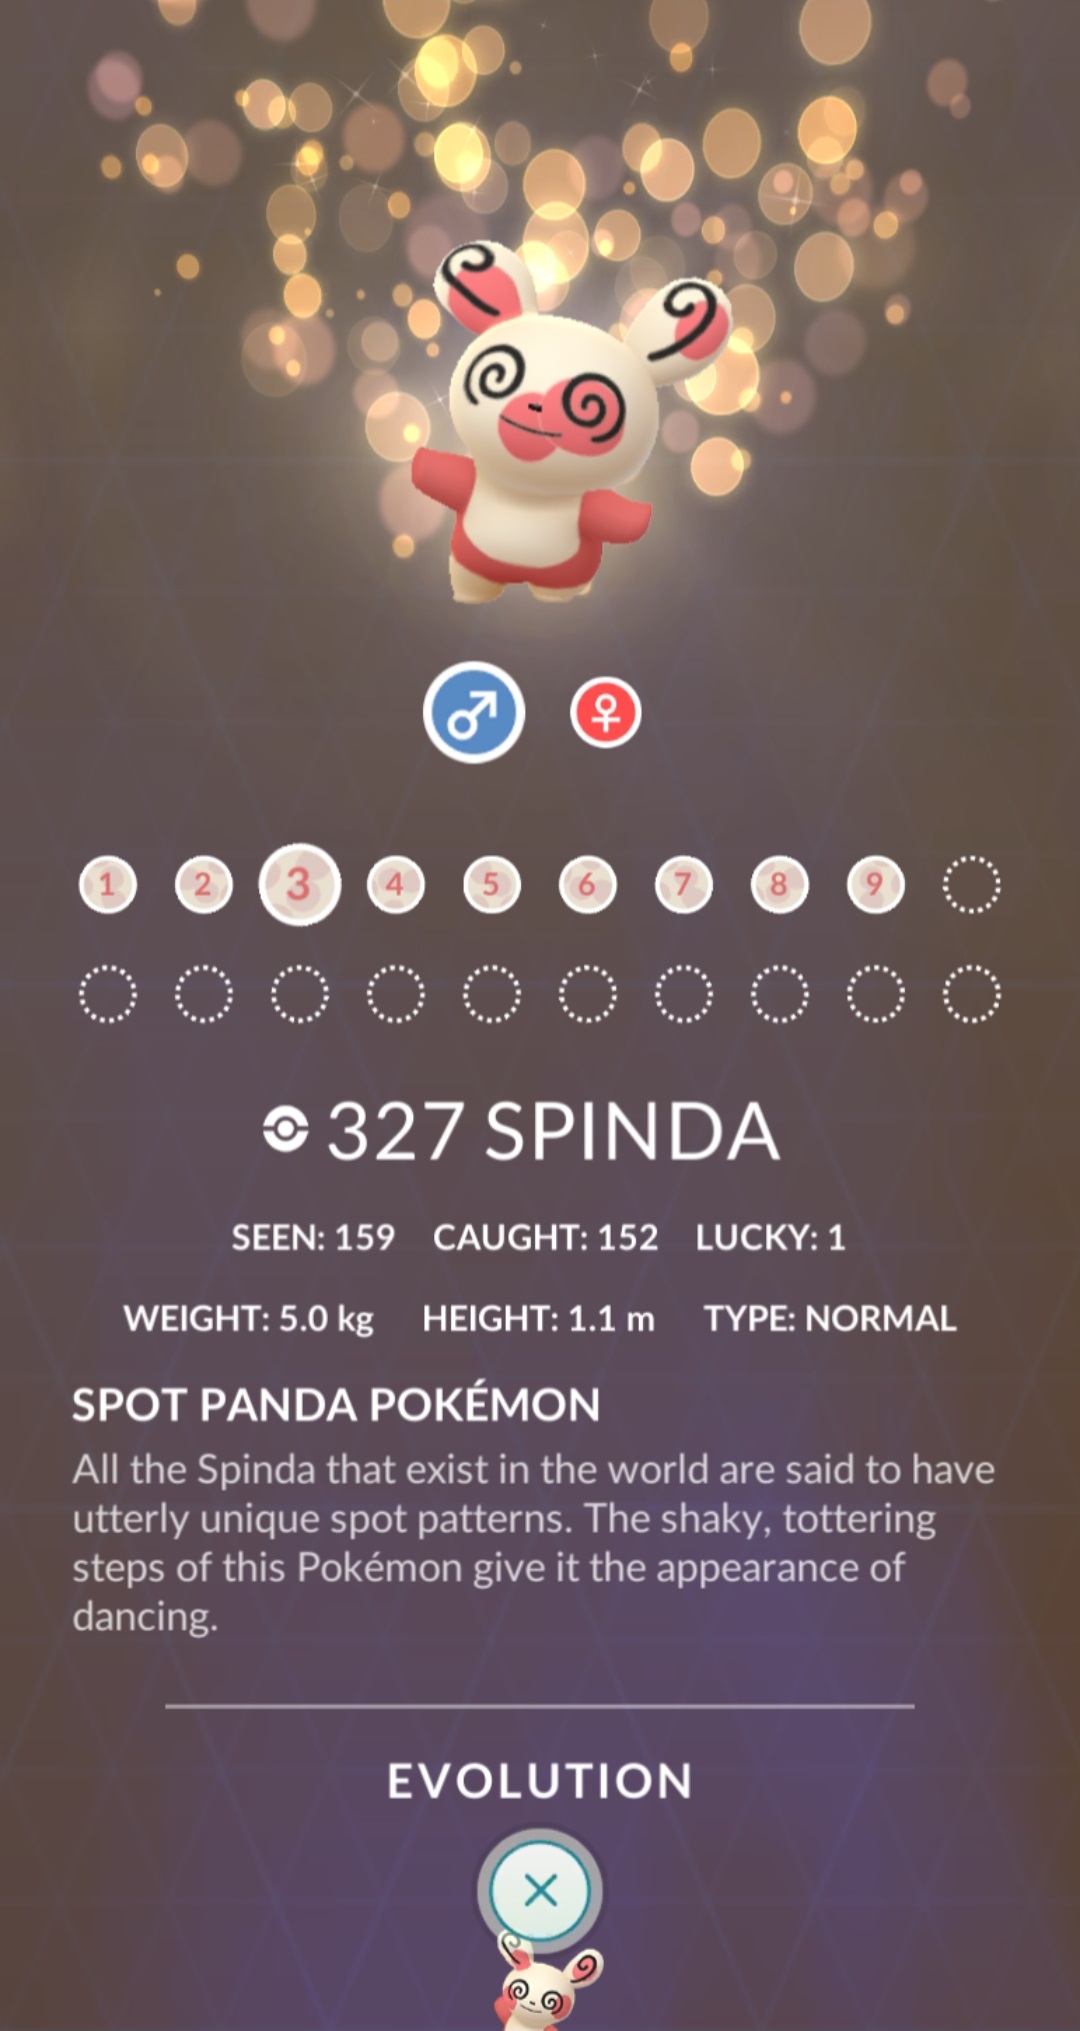 1 2 3 4 5 6 7 8 9
327 SPINDA
SEEN: 159 CAUGHT: 152 LUCKY: 1
WEIGHT: 5.0 kg HEIGHT: 1.1 m TYPE: NORMAL
SPOT PANDA POKÉMON
All the Spinda that exist in the world are said to have
utterly unique spot patterns. The shaky, tottering
steps of this Pokémon give it the appearance of
dancing.
EVOLUTION